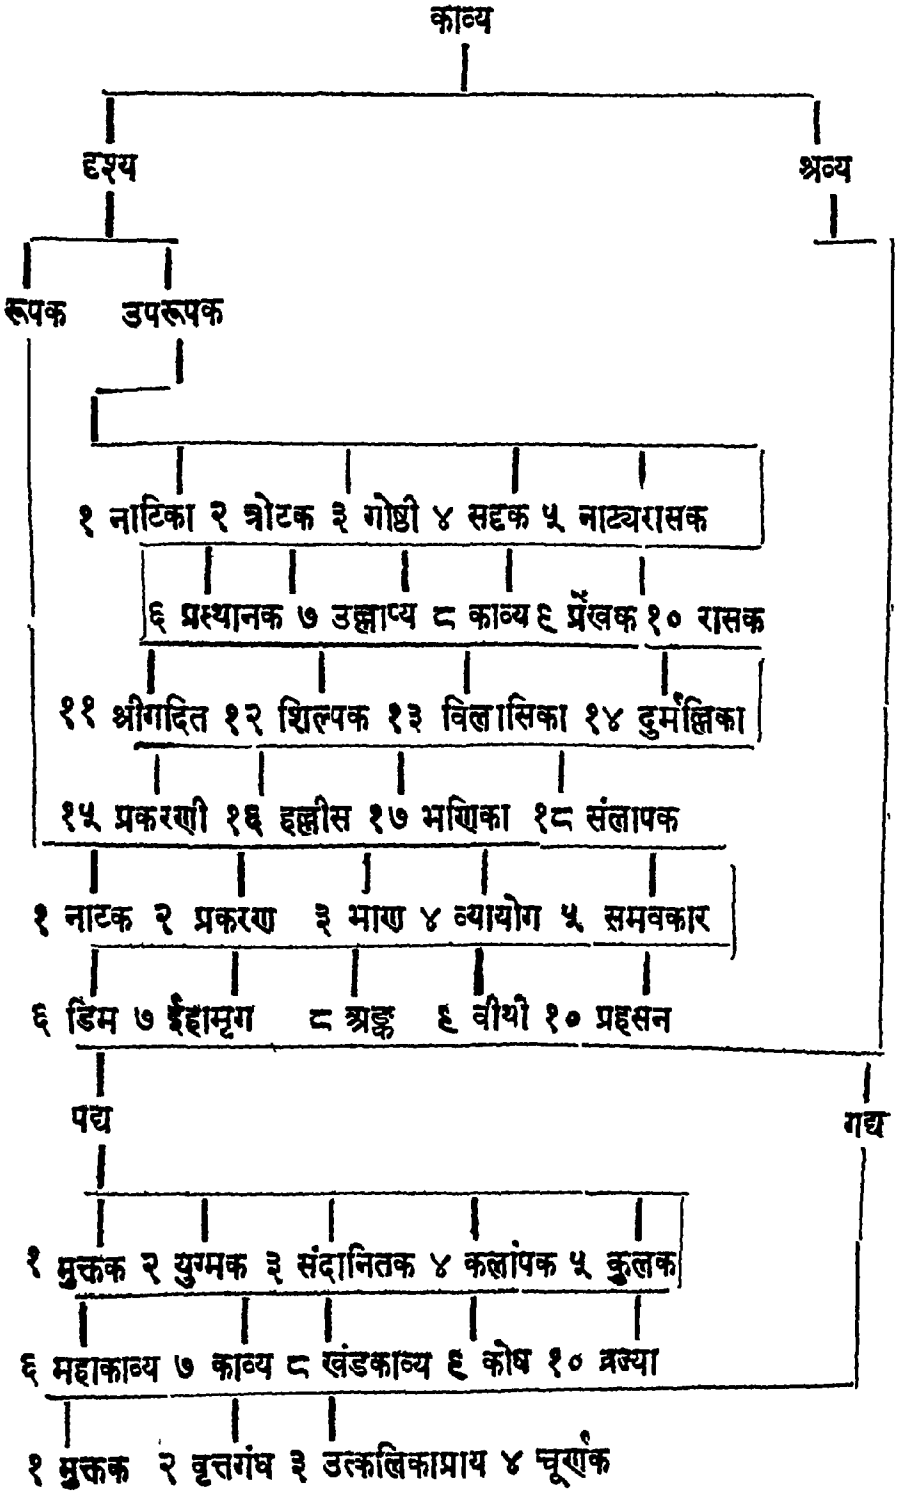 काव्य
दृश्य श्रव्य
रूपक उपरूपक
१ नाटिका २ त्रोटक ३ गोष्ठी ४ सट्टक ५ नाट्यरासक
६ प्रस्थानक ७ उल्लाप्य ८ काव्य ९ प्रेंखक १० रासक
११ श्रीगदित १२ शिल्पक १३ विलासिका १४ दुर्मल्लिका
१५ प्रकरणी १६ हल्लीस १७ भणिका १८ संलापक
१ नाटक २ प्रकरण ३ भाण ४ व्यायोग ५ समवकार
६ डिम ७ ईहामृग ८ अङ्क ९ वीथी १० प्रहसन
पद्य गद्य
१ मुक्तक २ युग्मक ३ संदानितक ४ कलांपक ५ कुलक
६ महाकाव्य ७ काव्य ८ खंडकाव्य ९ कोष १० व्रज्या
१ मुक्तक २ वृत्तगंघ ३ उत्कलिकाप्राय ४ चूर्णक